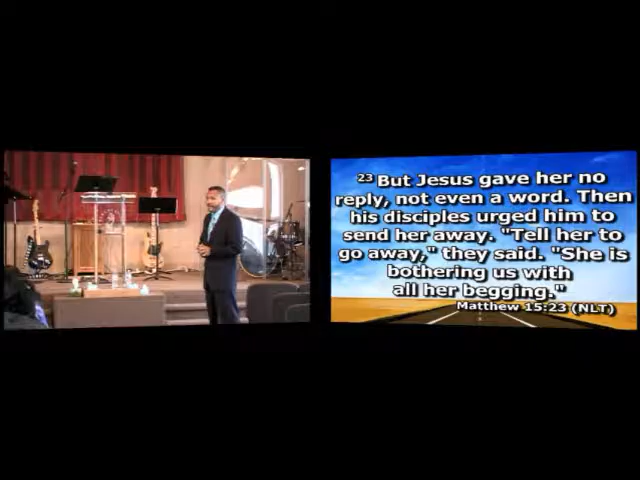 23 But Jesus gave her no
reply, not even a word. Then
his disciples urged him to
send her away. "Tell her to
go away," they said. "She is
bothering us with
all her begging."
Matthew 15:23 (NLT)